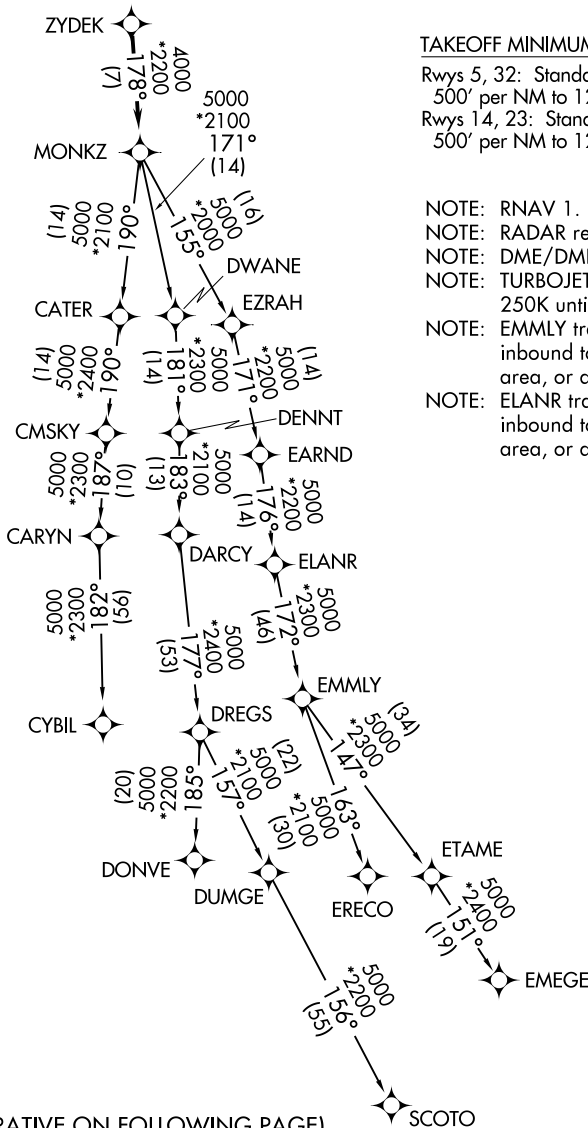 ZYDEK
4000
*2200
178°
(7)
TAKEOFF MINIMUM
Rwys 5, 32: Standa
500' per NM to 12
Rwys 14, 23: Stand
500' per NM to 12
5000
*2100
171°
(14)
MONKZ
(14)
5000
*2100
190°
(16)
5000
*2000
155°
NOTE: RNAV 1.
NOTE: RADAR re
NOTE: DME/DM
NOTE: TURBOJET
250K unti
NOTE: EMMLY tra
inbound to
area, or a
NOTE: ELANR tra
inbound to
area, or a
DWANE
EZRAH
CATER
(14)
5000
*2400
190°
5000
*2300
181°
(14)
(14)
5000
*2200
171°
CMSKY
DENNT
EARND
5000
*2300
187°
(10)
5000
*2100
183°
(13)
5000
*2200
176°
(14)
CARYN
DARCY
ELANR
5000
*2300
182°
(56)
5000
*2400
177°
(53)
5000
*2300
172°
(46)
CYBIL
DREGS
EMMLY
(20)
5000
*2200
185°
(22)
5000
*2100
157°
5000
*2100
163°
(30)
(34)
5000
*2300
147°
DONVE
DUMGE
ERECO
ETAME
5000
*2400
151°
(19)
EMEGE
5000
*2200
156°
(55)
SCOTO
RATIVE ON FOLLOWING PAGE)